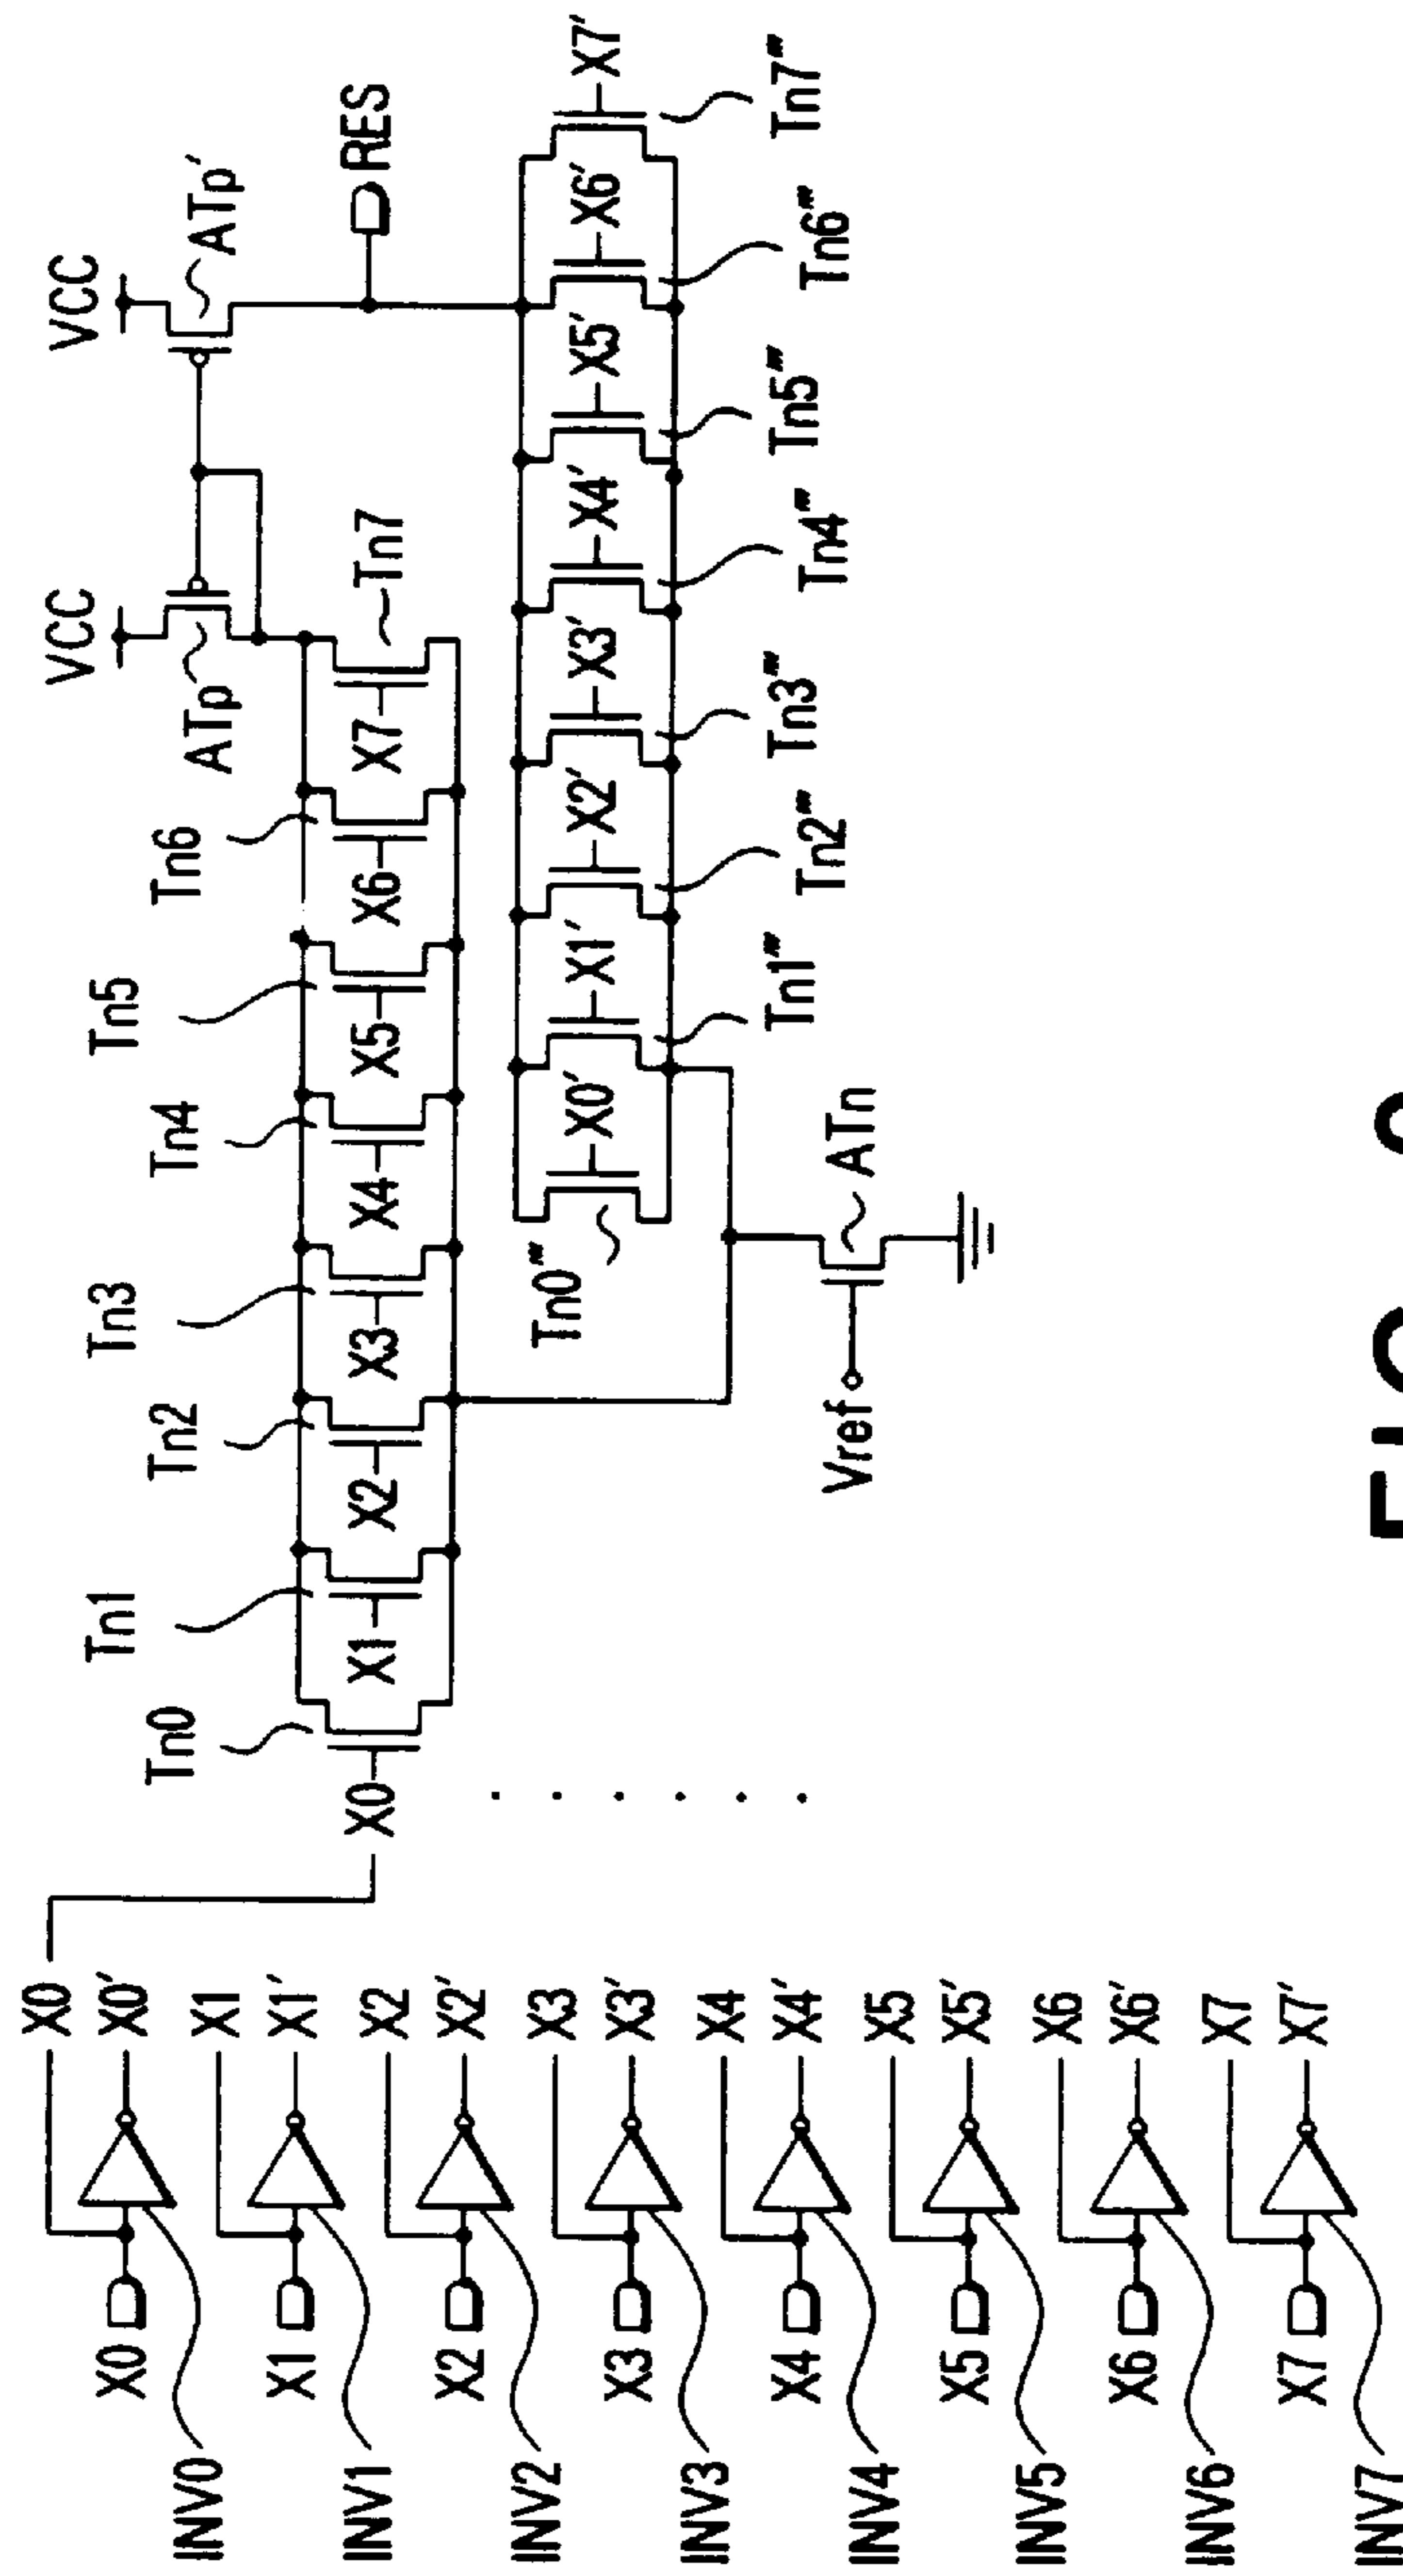 X0
X0'
X1
X1'
X2
X2'
X3
X3'
X4
X4'
X5
X5'
X6
X6'
X7
X7'
X0
X1
X2
X3
X4
X5
X6
X7
INV0
INV1
INV2
INV3
INV4
INV5
INV6
INV7
VCC
VCC
ATp
ATp'
RES
Tn0
Tn1
Tn2
Tn3
Tn4
Tn5
Tn6
Tn7
X0
X1
X2
X3
X4
X5
X6
X7
X0'
X1'
X2'
X3'
X4'
X5'
X6'
X7'
Tn0'''
Tn1'''
Tn2'''
Tn3'''
Tn4'''
Tn5'''
Tn6'''
Tn7'''
Vref
ATn